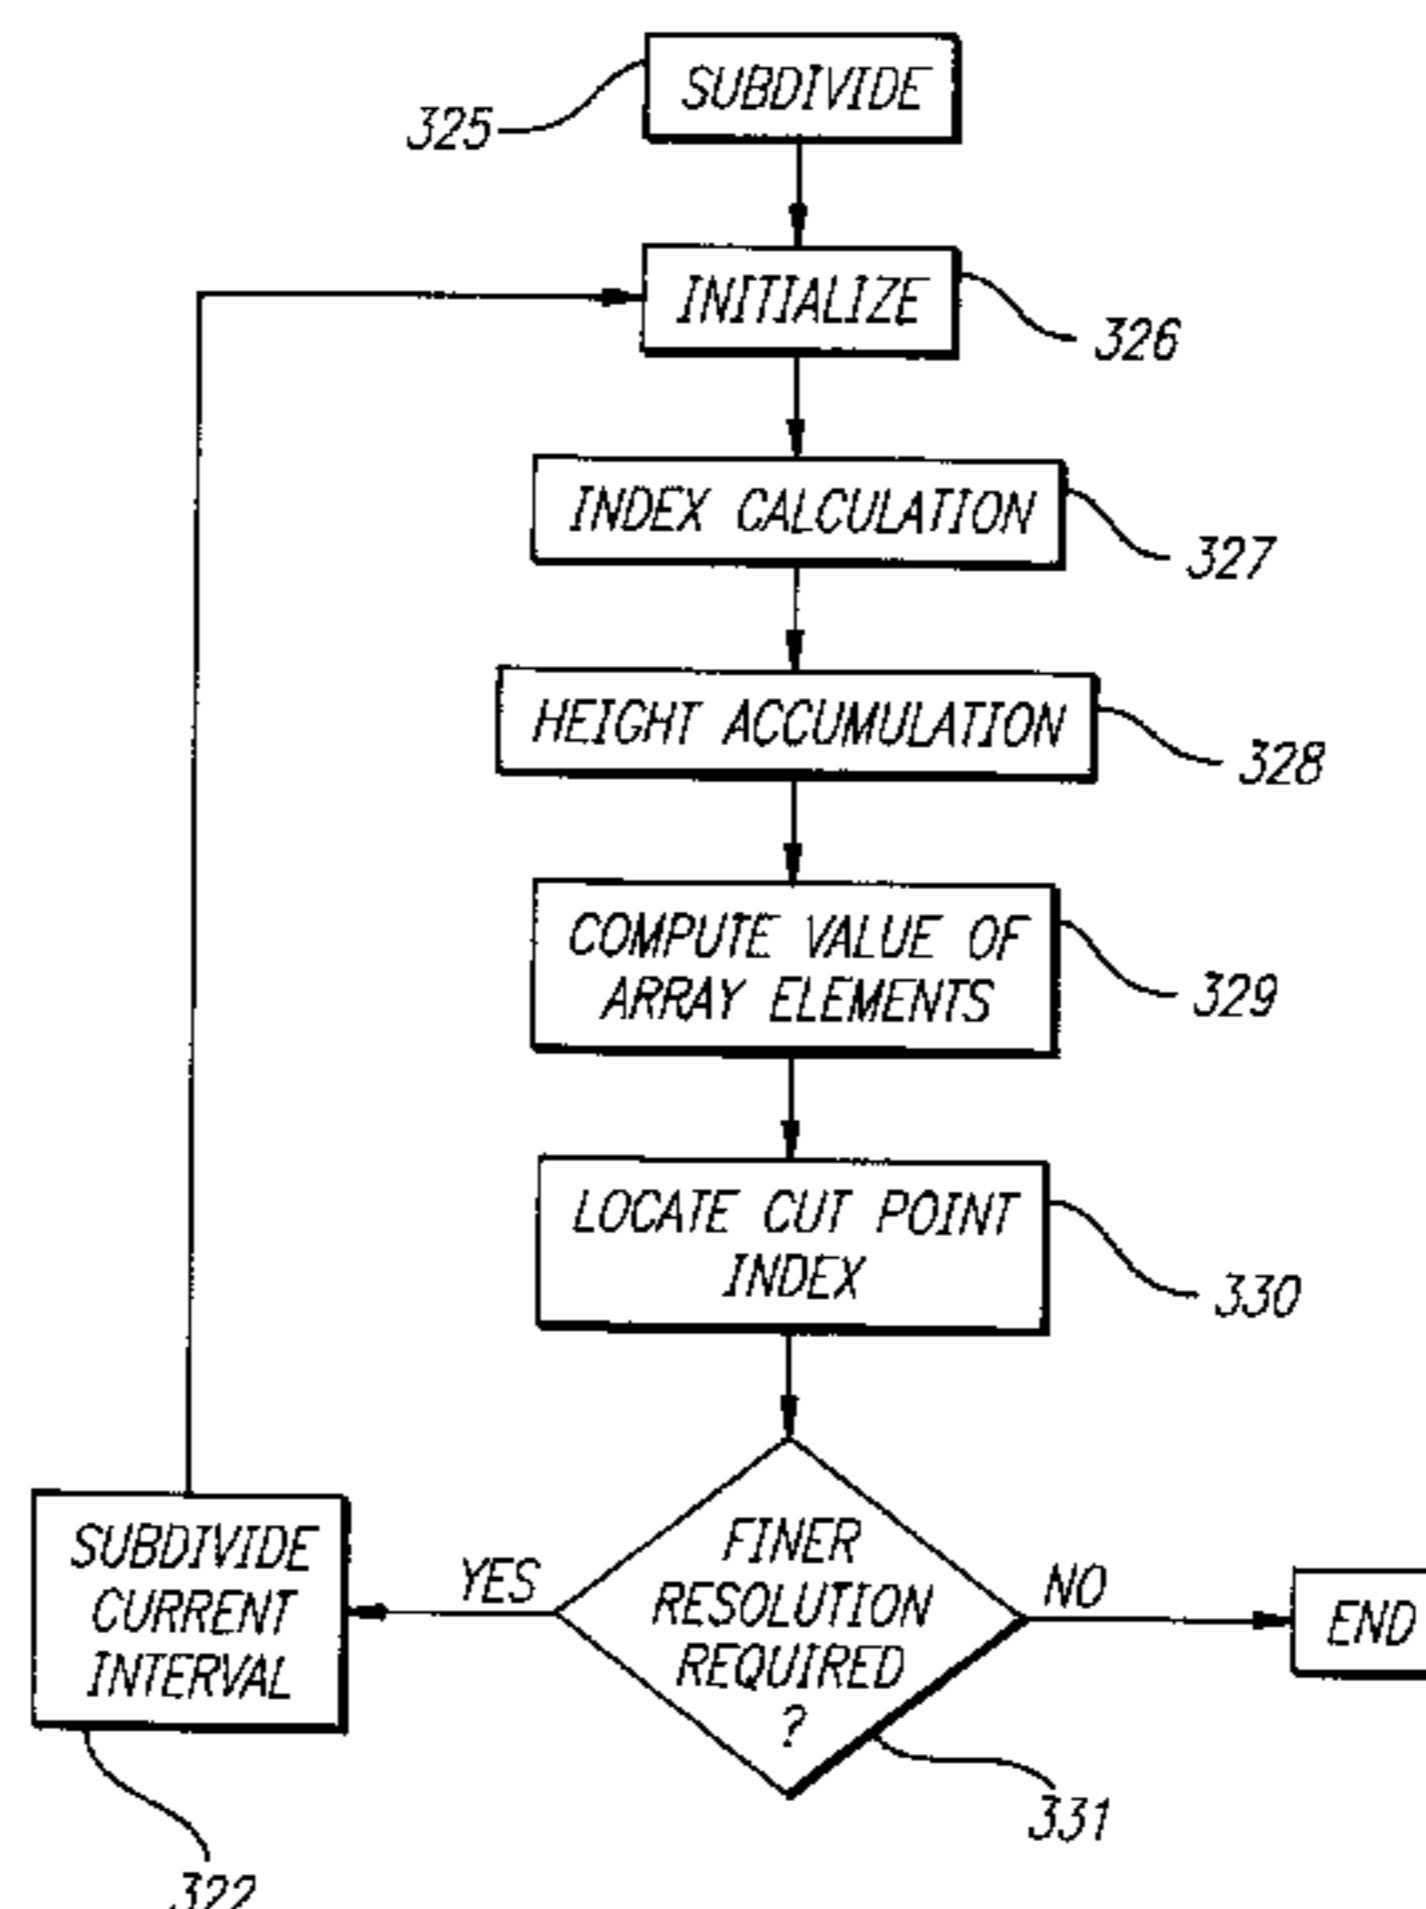 SUBDIVIDE
325
INITIALIZE
326
INDEX CALCULATION
327
HEIGHT ACCUMULATION
328
COMPUTE VALUE OF
ARRAY ELEMENTS
329
LOCATE CUT POINT
INDEX
330
FINER
RESOLUTION
REQUIRED
?
331
YES
NO
END
SUBDIVIDE
CURRENT
INTERVAL
322